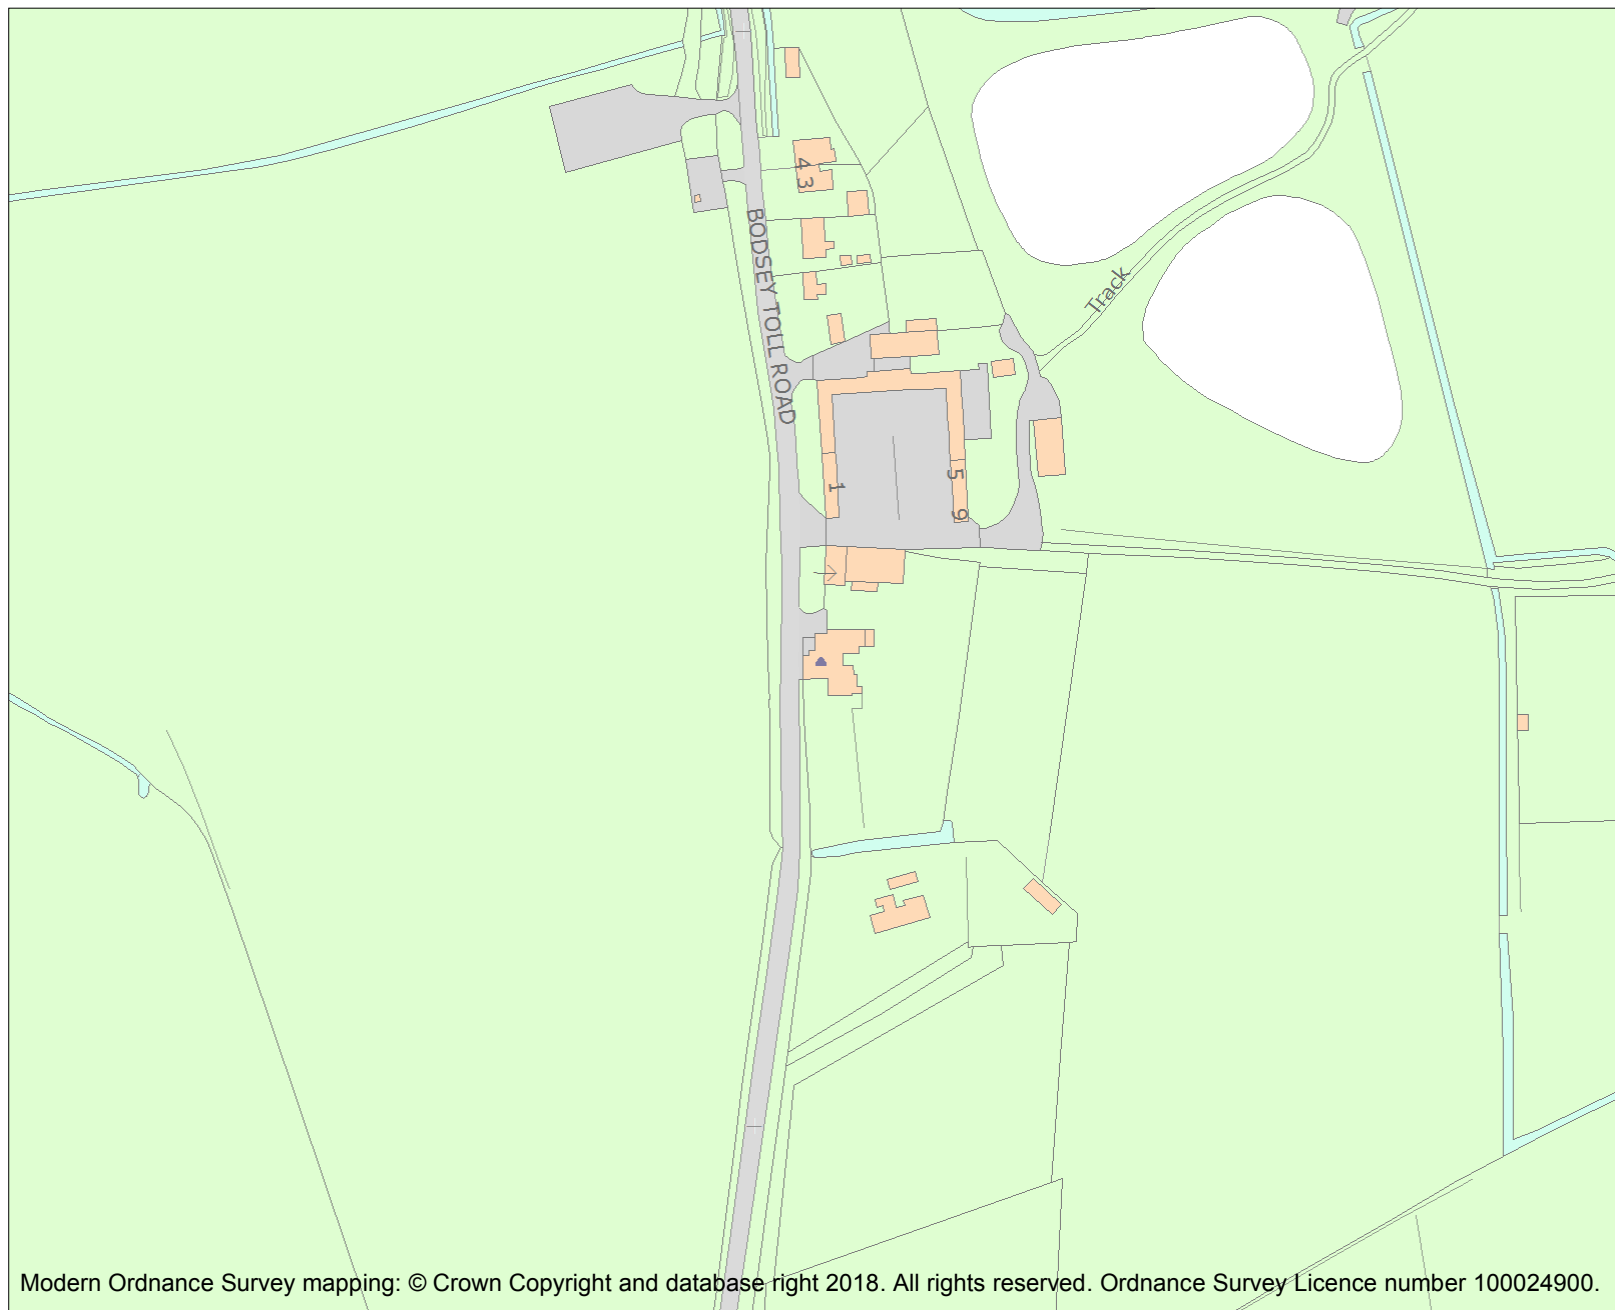 4
3
BODSEY TOLL ROAD
Track
1
5
9
Modern Ordnance Survey mapping: © Crown Copyright and database right 2018. All rights reserved. Ordnance Survey Licence number 100024900.